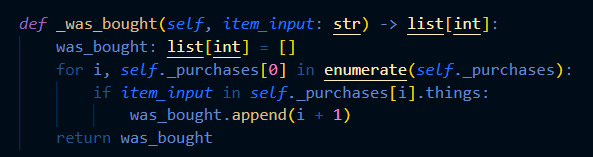 def _was_bought(self, item_input: str) -> list[int]:
    was_bought: list[int] = []
    for i, self._purchases[0] in enumerate(self._purchases):
        if item_input in self._purchases[i].things:
            was_bought.append(i + 1)
    return was_bought